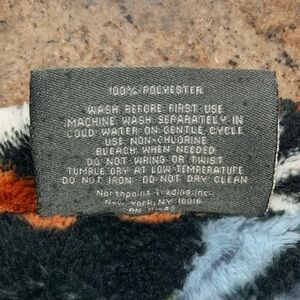 100% POLYESTER
WASH BEFORE FIRST USE
MACHINE WASH SEPARATELY IN
COLD WATER ON GENTLE CYCLE
USE NON-CHLORINE
BLEACH WHEN NEEDED
DO NOT WRING OR TWIST
TUMBLE DRY AT LOW TEMPERATURE
DO NOT IRON DO NOT DRY CLEAN
Northpoint Trading, Inc.
New York, NY 10016
RN